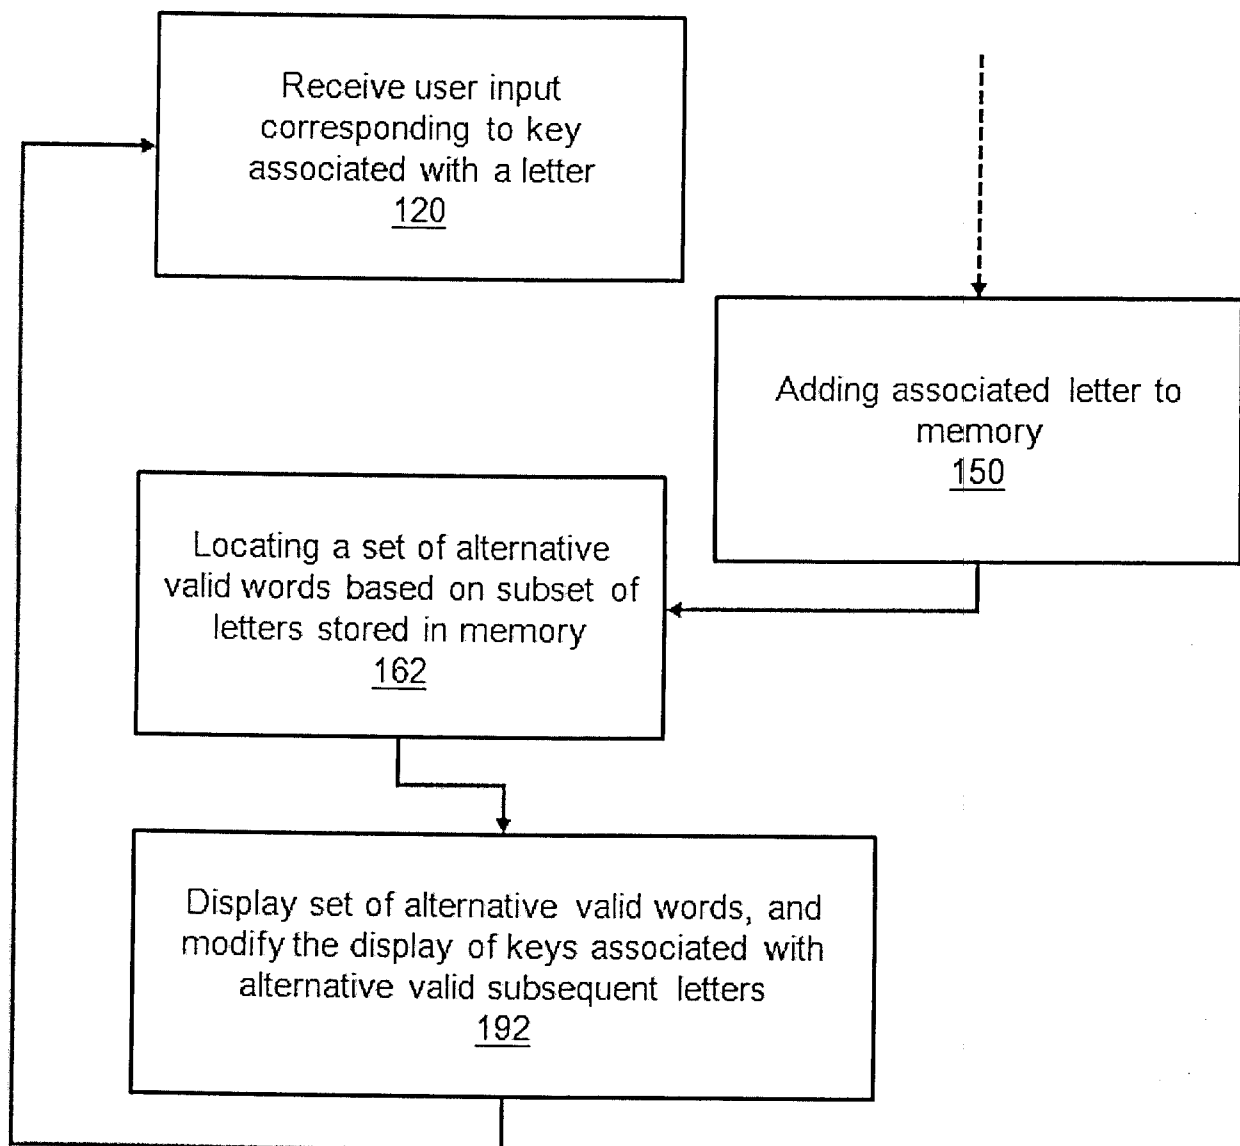 Receive user input
corresponding to key
associated with a letter
120
Adding associated letter to
memory
150
Locating a set of alternative
valid words based on subset of
letters stored in memory
162
Display set of alternative valid words, and
modify the display of keys associated with
alternative valid subsequent letters
192